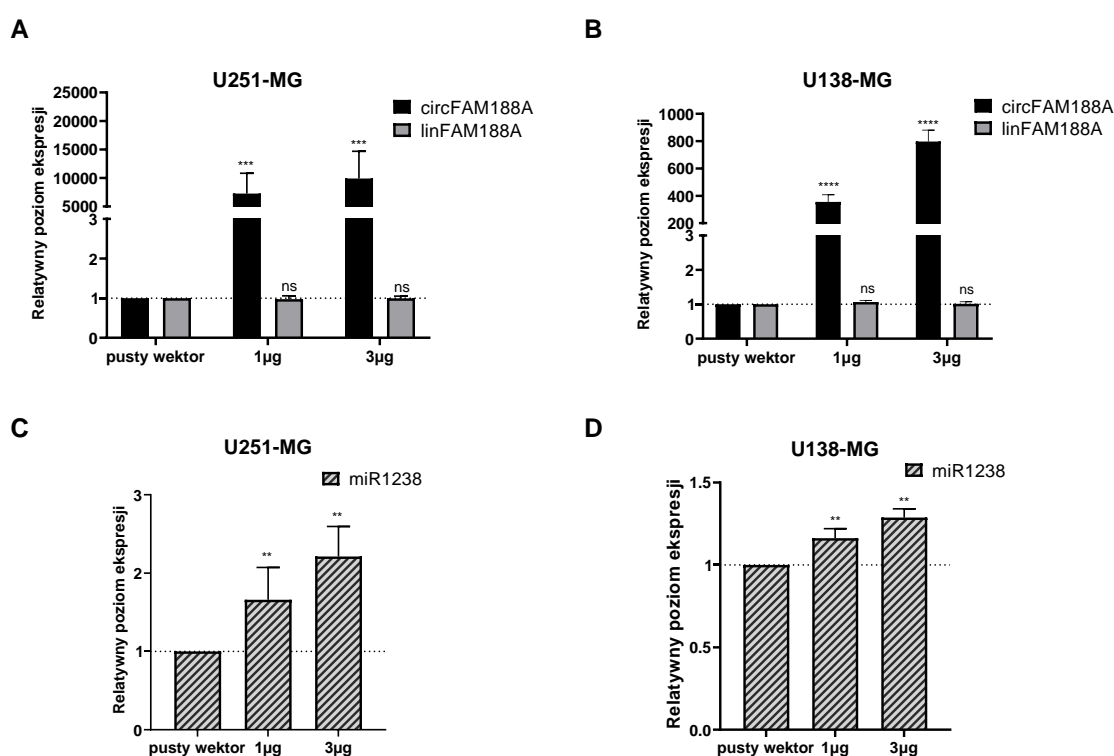 A
U251-MG
Relatywny poziom ekspresji
25000
20000
15000
10000
5000
3
2
1
0
circFAM188A
linFAM188A
***
***
ns
ns
pusty wektor 1µg 3µg
B
U138-MG
Relatywny poziom ekspresji
1000
800
600
400
200
3
2
1
0
circFAM188A
linFAM188A
****
****
ns
ns
pusty wektor 1µg 3µg
C
U251-MG
Relatywny poziom ekspresji
3
2
1
0
miR1238
**
**
pusty wektor 1µg 3µg
D
U138-MG
Relatywny poziom ekspresji
1.5
1
0.5
0.0
miR1238
**
**
pusty wektor 1µg 3µg